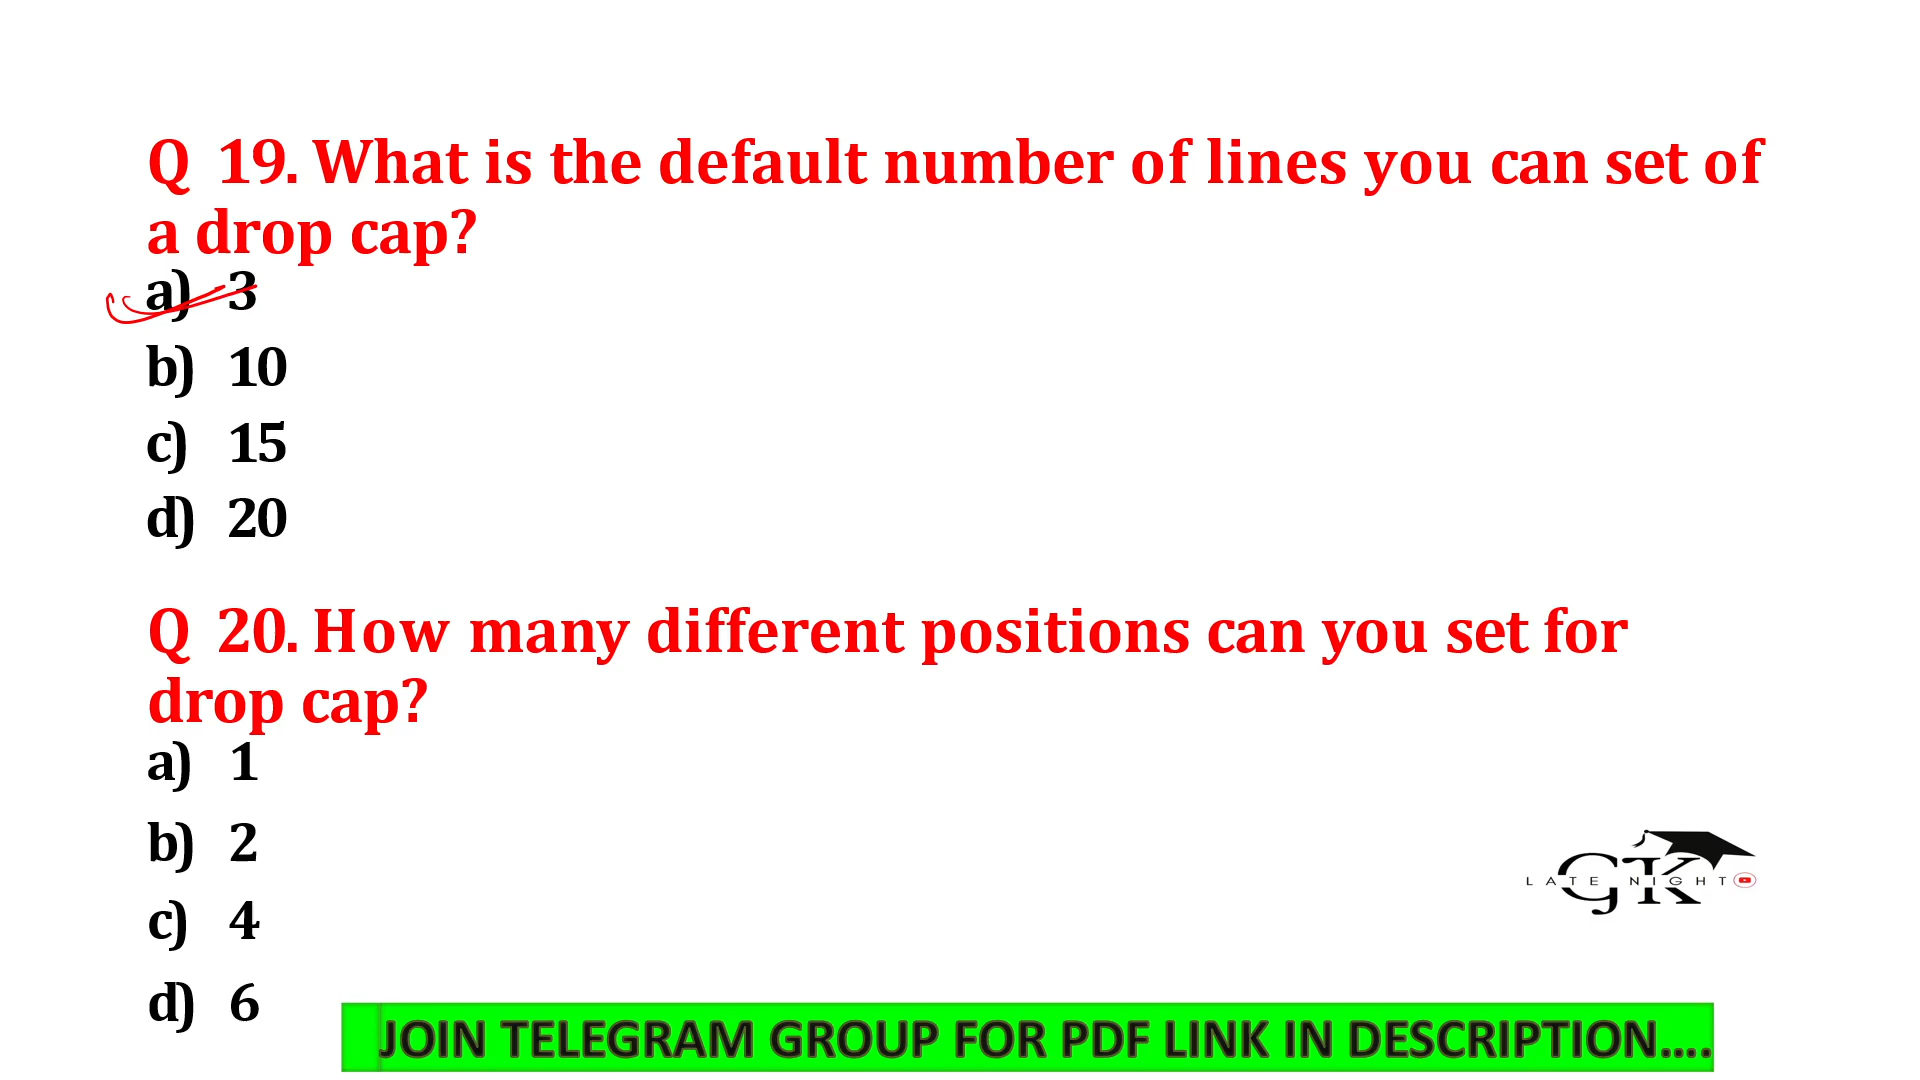 Q 19. What is the default number of lines you can set of
a drop cap?
a) 3
b) 10
c) 15
d) 20
Q 20. How many different positions can you set for
drop cap?
a) 1
b) 2
c) 4
d) 6
GK
LATE NIGHT
JOIN TELEGRAM GROUP FOR PDF LINK IN DESCRIPTION....